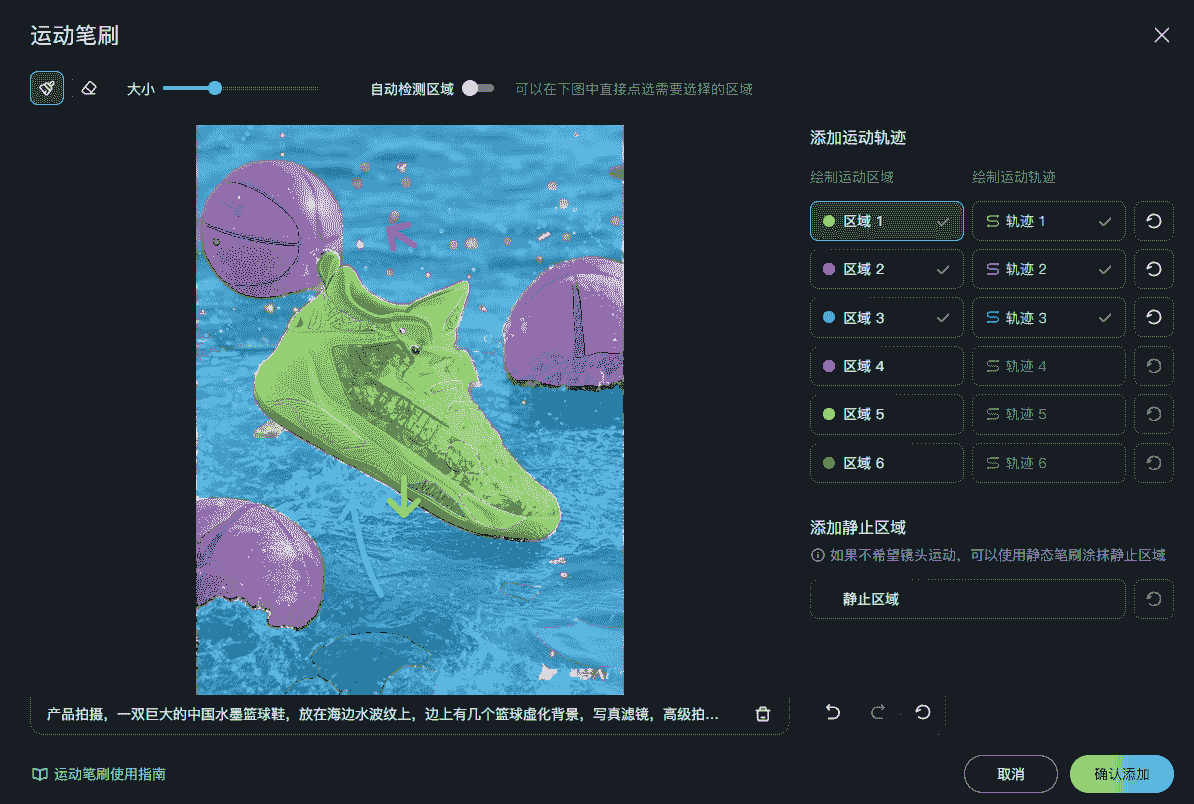 运动笔刷
大小
自动检测区域
可以在下图中直接点选需要选择的区域
添加运动轨迹
绘制运动区域 绘制运动轨迹
区域 1 轨迹 1
区域 2 轨迹 2
区域 3 轨迹 3
区域 4 轨迹 4
区域 5 轨迹 5
区域 6 轨迹 6
添加静止区域
如果不希望镜头运动，可以使用静态笔刷涂抹静止区域
静止区域
产品拍摄，一双巨大的中国水墨篮球鞋，放在海边水波纹上，边上有几个篮球虚化背景，写真滤镜，高级拍...
运动笔刷使用指南
取消
确认添加